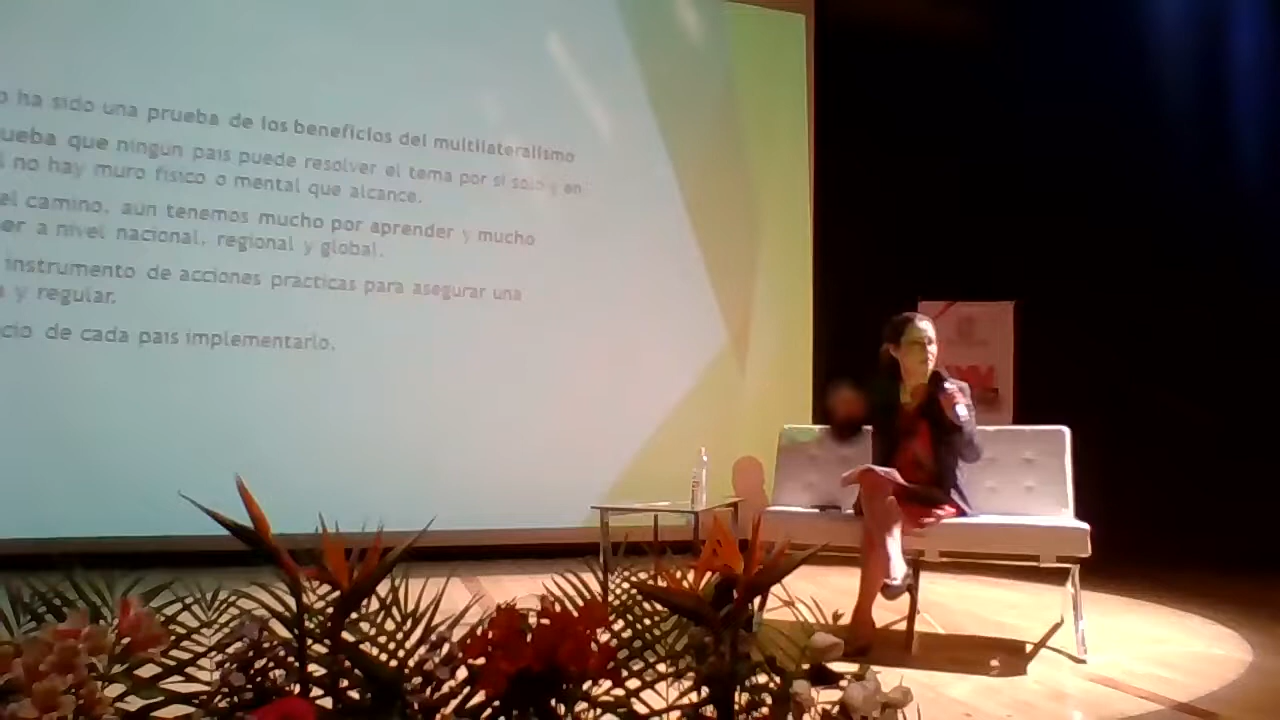 o ha sido una prueba de los beneficios del multilateralismo
ueba que ningun pais puede resolver el tema por si solo y en
l no hay muro fisico o mental que alcance.
el camino, aun tenemos mucho por aprender y mucho
er a nivel nacional, regional y global.
instrumento de acciones practicas para asegurar una
a y regular.
cio de cada pais implementarlo.